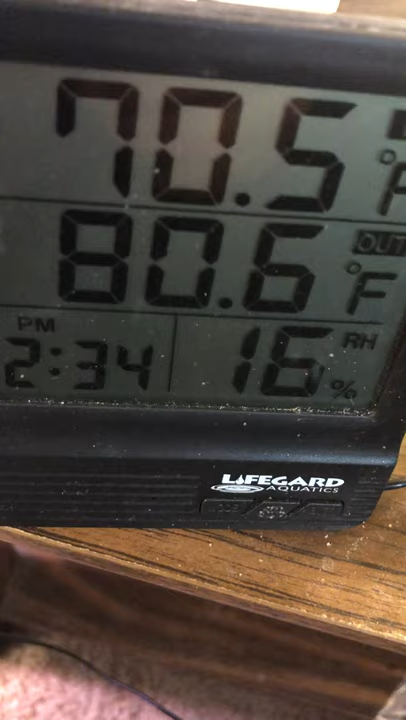 70.5
°F
80.6
OUT
°F
PM
2:34
16
RH
%
LIFEGARD
AQUATICS